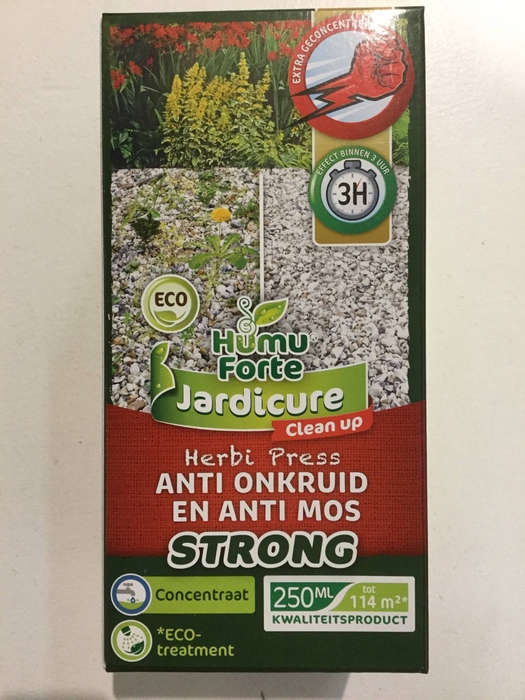 EXTRA GECONCENTREERD
EFFECT BINNEN 3 UUR
3H
ECO
Humu
Forte
Jardicure
Clean up
Herbi Press
ANTI ONKRUID
EN ANTI MOS
STRONG
Concentraat
250ML
tot
114 m²*
KWALITEITSPRODUCT
*ECO-
treatment